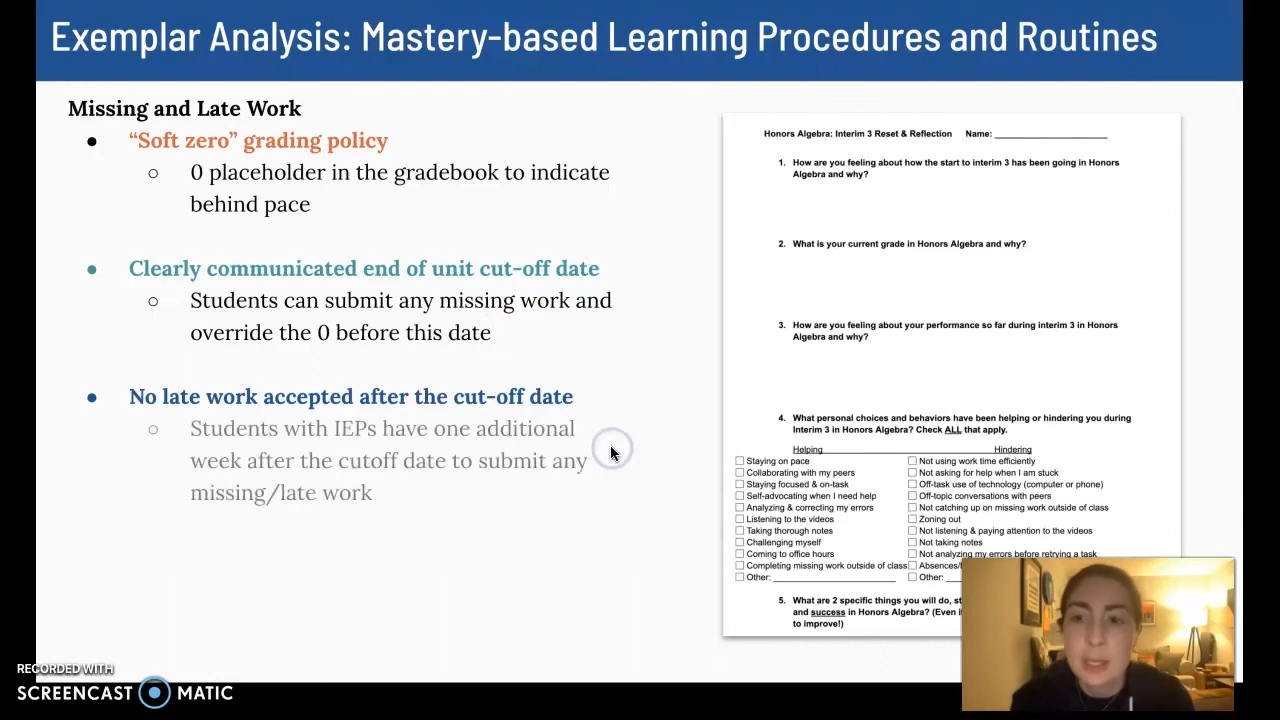 Exemplar Analysis: Mastery-based Learning Procedures and Routines
Missing and Late Work
● “Soft zero” grading policy
○ 0 placeholder in the gradebook to indicate
behind pace
● Clearly communicated end of unit cut-off date
○ Students can submit any missing work and
override the 0 before this date
● No late work accepted after the cut-off date
○ Students with IEPs have one additional
week after the cutoff date to submit any
missing/late work
Honors Algebra: Interim 3 Reset & Reflection Name: ____________________
1. How are you feeling about how the start to interim 3 has been going in Honors
Algebra and why?
2. What is your current grade in Honors Algebra and why?
3. How are you feeling about your performance so far during interim 3 in Honors
Algebra and why?
4. What personal choices and behaviors have been helping or hindering you during
Interim 3 in Honors Algebra? Check ALL that apply.
Helping Hindering
☐ Staying on pace ☐ Not using work time efficiently
☐ Collaborating with my peers ☐ Not asking for help when I am stuck
☐ Staying focused & on-task ☐ Off-task use of technology (computer or phone)
☐ Self-advocating when I need help ☐ Off-topic conversations with peers
☐ Analyzing & correcting my errors ☐ Not catching up on missing work outside of class
☐ Listening to the videos ☐ Zoning out
☐ Taking thorough notes ☐ Not listening & paying attention to the videos
☐ Challenging myself ☐ Not taking notes
☐ Coming to office hours ☐ Not analyzing my errors before retrying a task
☐ Completing missing work outside of class ☐ Absences/
☐ Other: ____________________ ☐ Other: ___
5. What are 2 specific things you will do,
and success in Honors Algebra? (Even
to improve!)
RECORDED WITH
SCREENCAST MATIC